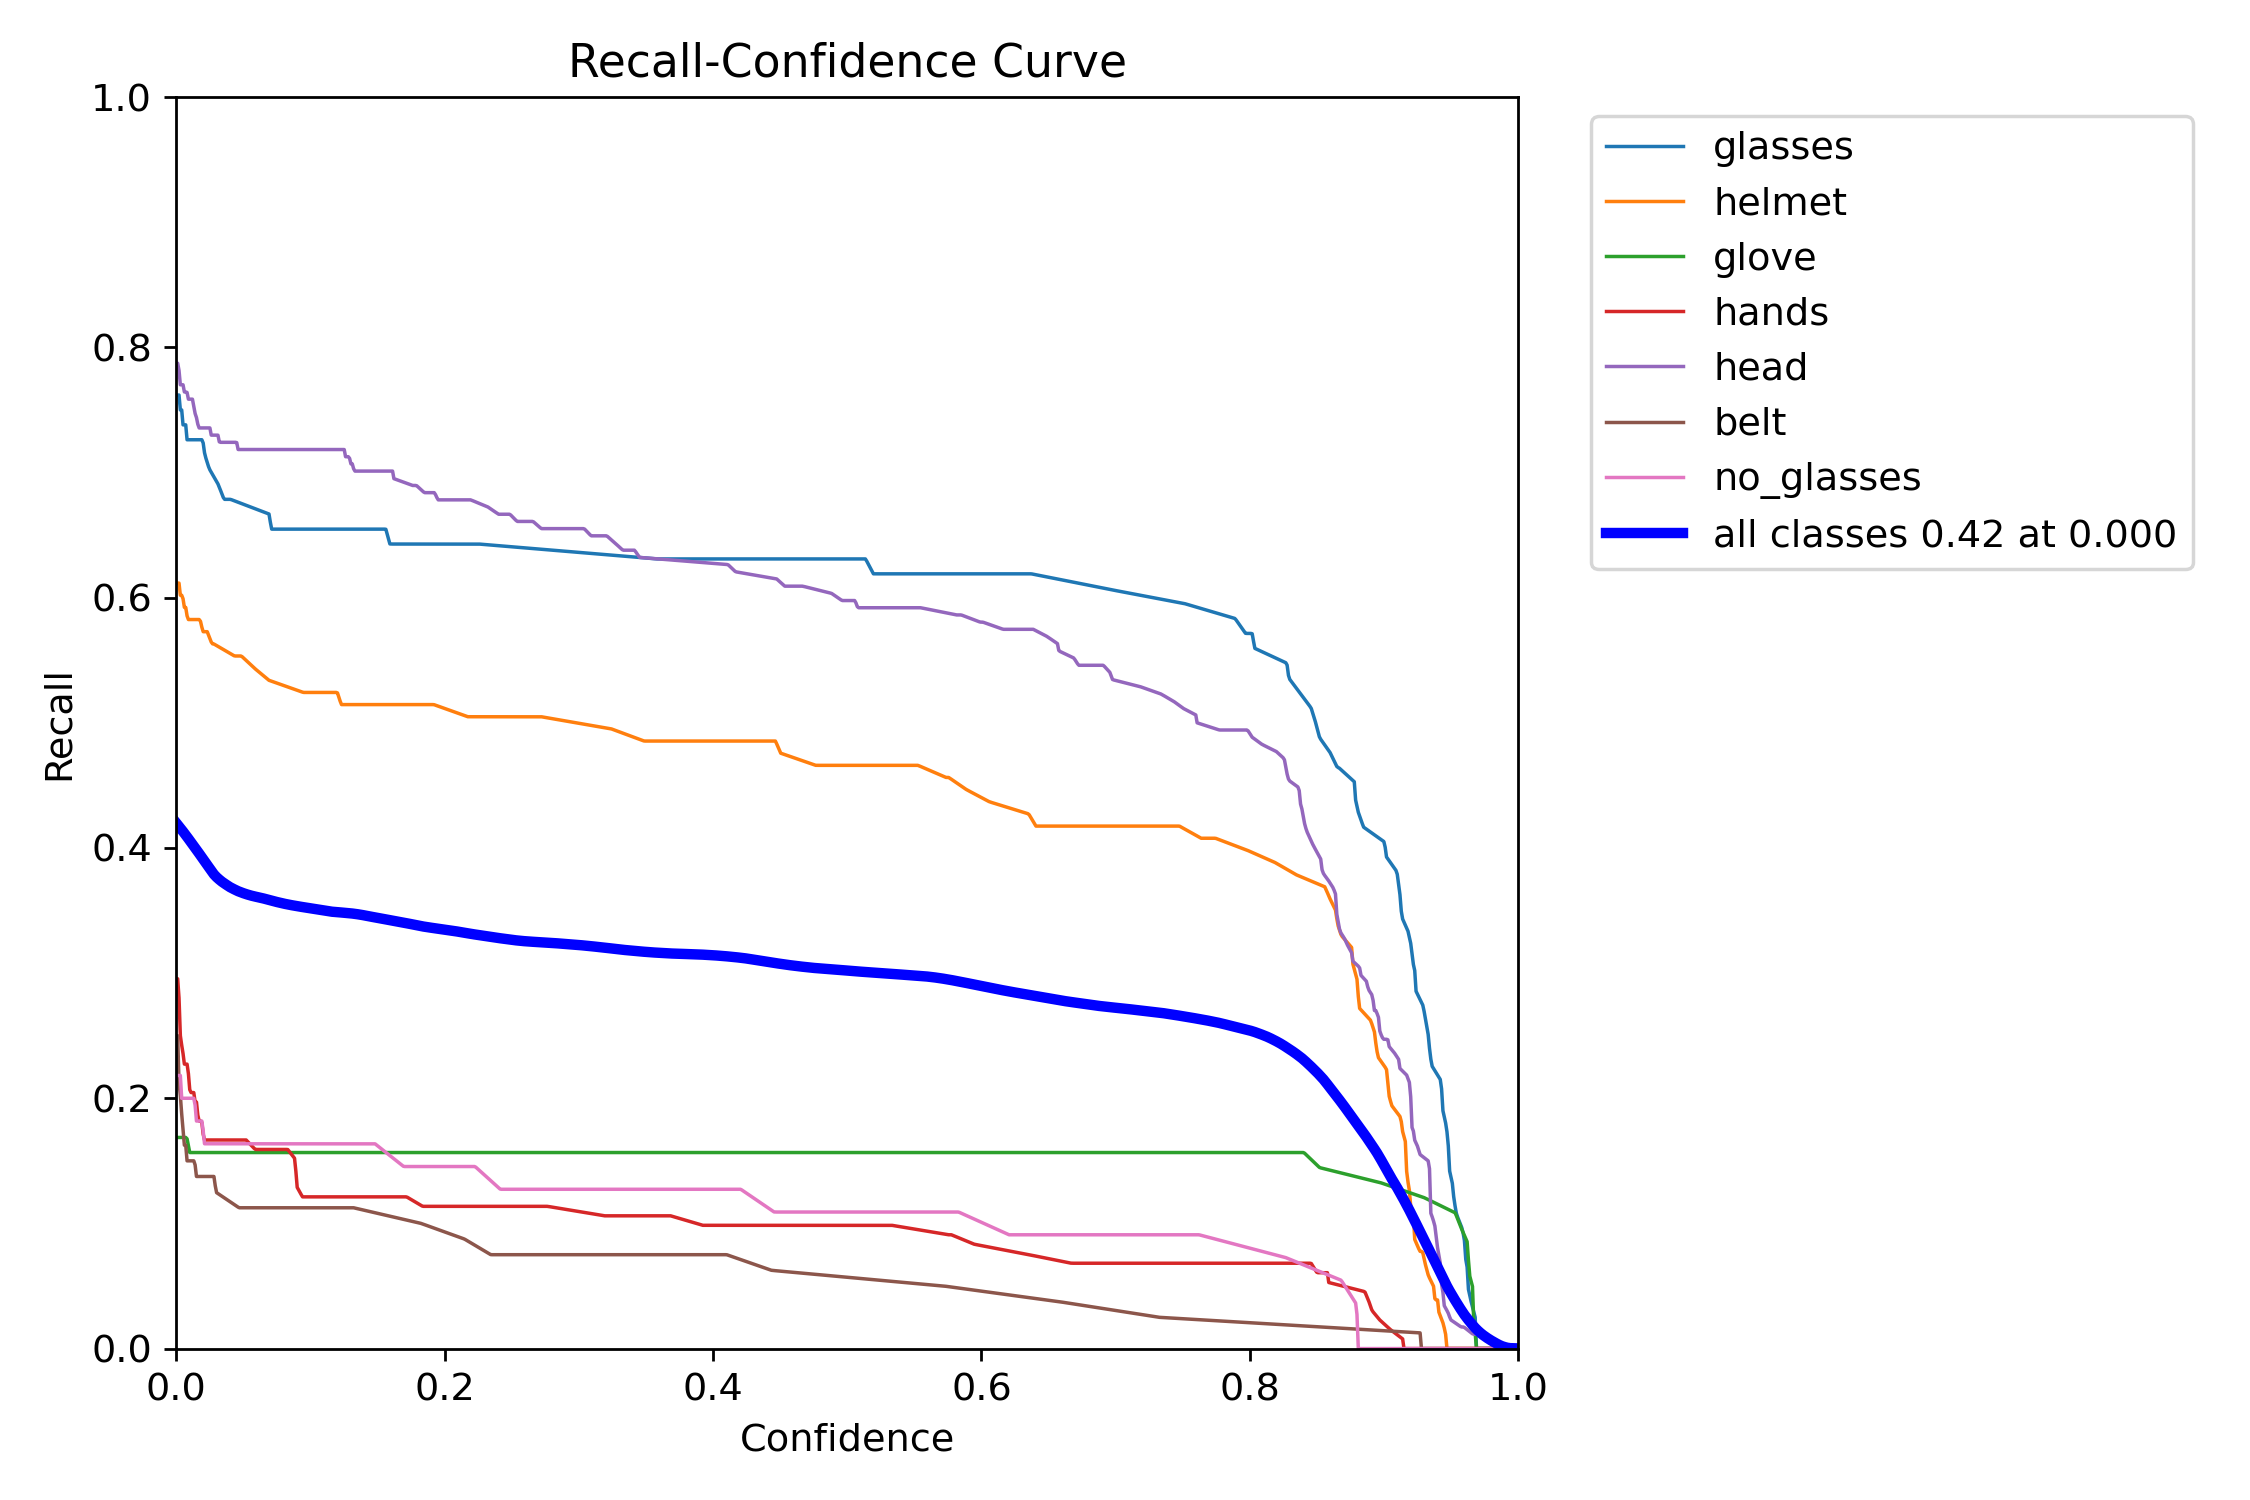 Recall-Confidence Curve
1.0
0.8
0.6
0.4
0.2
0.0
Recall
0.0 0.2 0.4 0.6 0.8 1.0
Confidence
glasses
helmet
glove
hands
head
belt
no_glasses
all classes 0.42 at 0.000